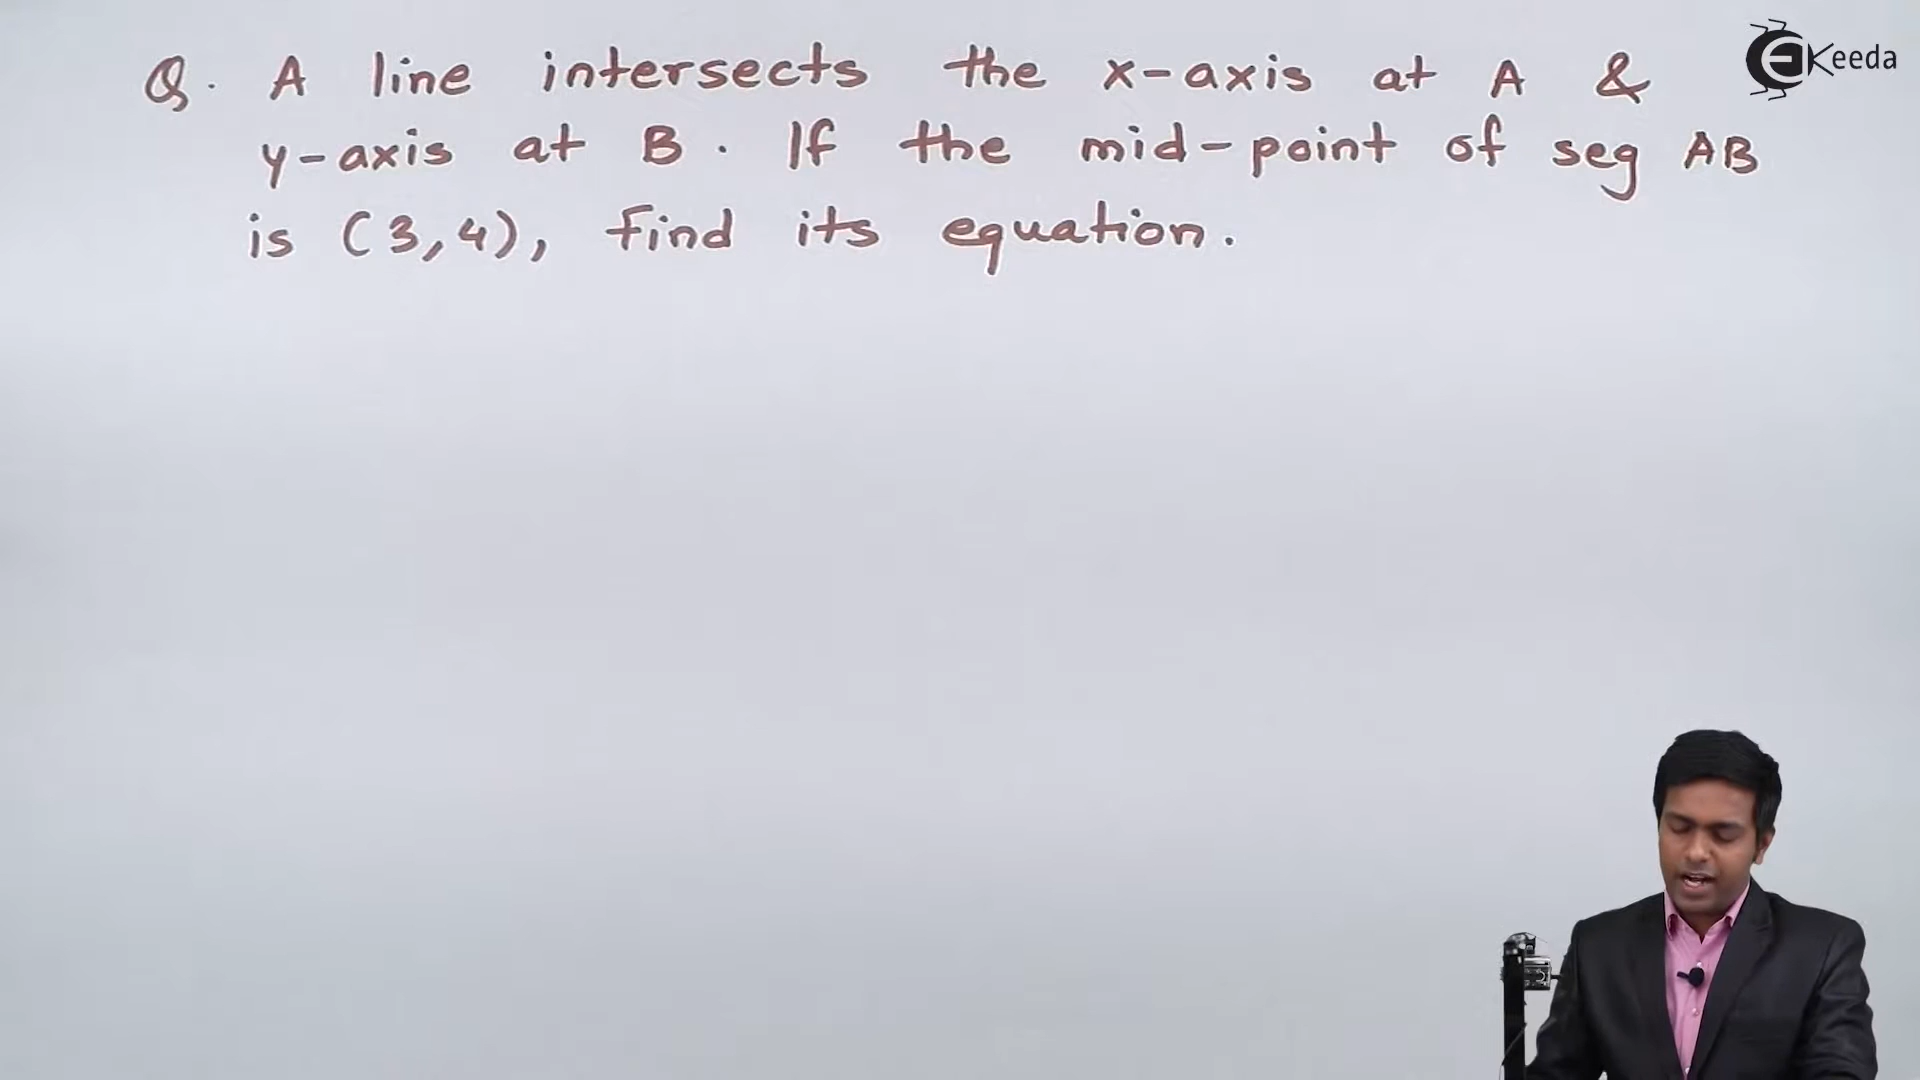 Q. A line intersects the x-axis at A &
y-axis at B. If the mid-point of seg AB
is (3,4), find its equation.
EKeeda